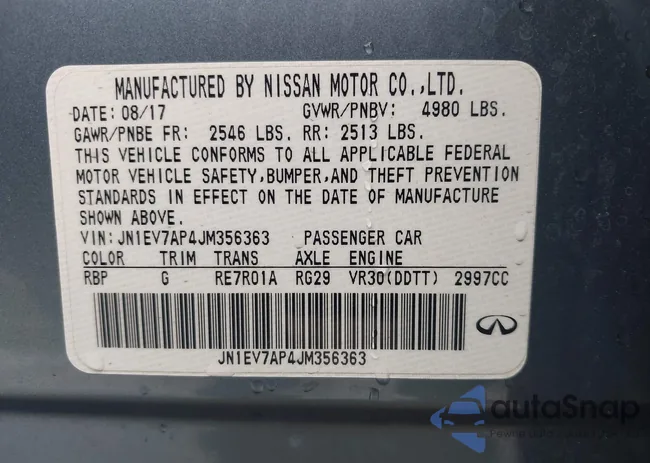 MANUFACTURED BY NISSAN MOTOR CO.,LTD.
DATE: 08/17 GVWR/PNBV: 4980 LBS.
GAWR/PNBE FR: 2546 LBS. RR: 2513 LBS.
THIS VEHICLE CONFORMS TO ALL APPLICABLE FEDERAL
MOTOR VEHICLE SAFETY,BUMPER,AND THEFT PREVENTION
STANDARDS IN EFFECT ON THE DATE OF MANUFACTURE
SHOWN ABOVE.
VIN:JN1EV7AP4JM356363 PASSENGER CAR
COLOR TRIM TRANS AXLE ENGINE
RBP G RE7R01A RG29 VR30(DDTT) 2997CC
JN1EV7AP4JM356363
autoSnap